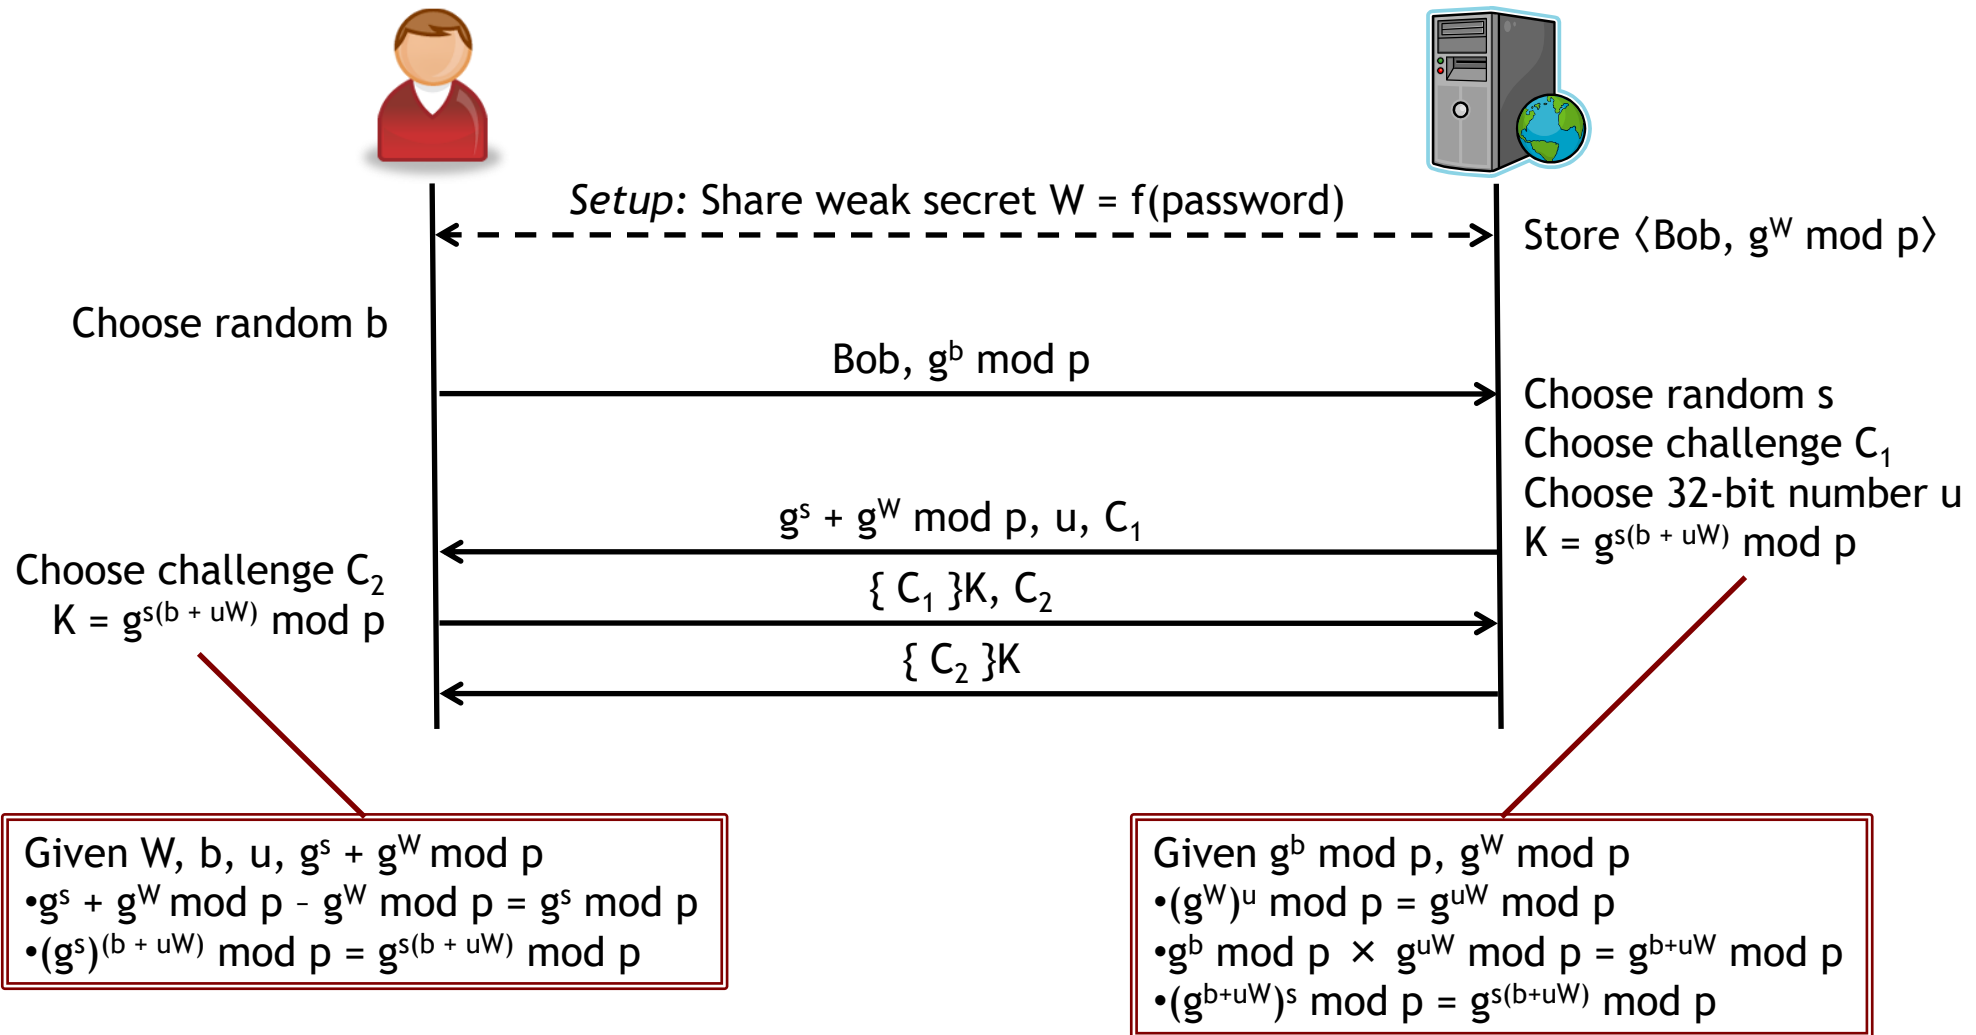 Setup: Share weak secret W = f(password)
Store ⟨Bob, g^W mod p⟩
Choose random b
Bob, g^b mod p
Choose random s
Choose challenge C₁
Choose 32-bit number u
K = g^{s(b + uW)} mod p
g^s + g^W mod p, u, C₁
Choose challenge C₂
K = g^{s(b + uW)} mod p
{ C₁ }K, C₂
{ C₂ }K
Given W, b, u, g^s + g^W mod p
•g^s + g^W mod p – g^W mod p = g^s mod p
•(g^s)^{(b + uW)} mod p = g^{s(b + uW)} mod p
Given g^b mod p, g^W mod p
•(g^W)^u mod p = g^{uW} mod p
•g^b mod p × g^{uW} mod p = g^{b+uW} mod p
•(g^{b+uW})^s mod p = g^{s(b+uW)} mod p